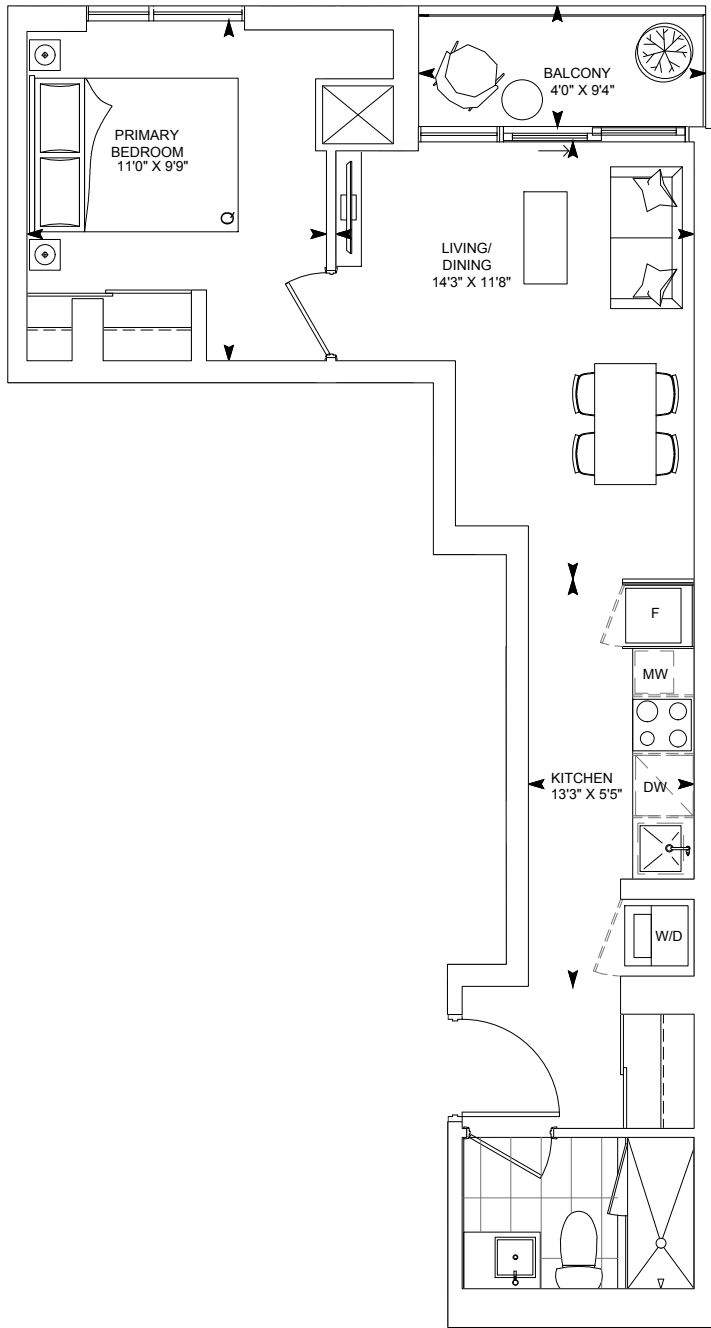 BALCONY
4'0" X 9'4"
PRIMARY
BEDROOM
11'0" X 9'9"
Q
LIVING/
DINING
14'3" X 11'8"
F
MW
KITCHEN
13'3" X 5'5"
DW
W/D